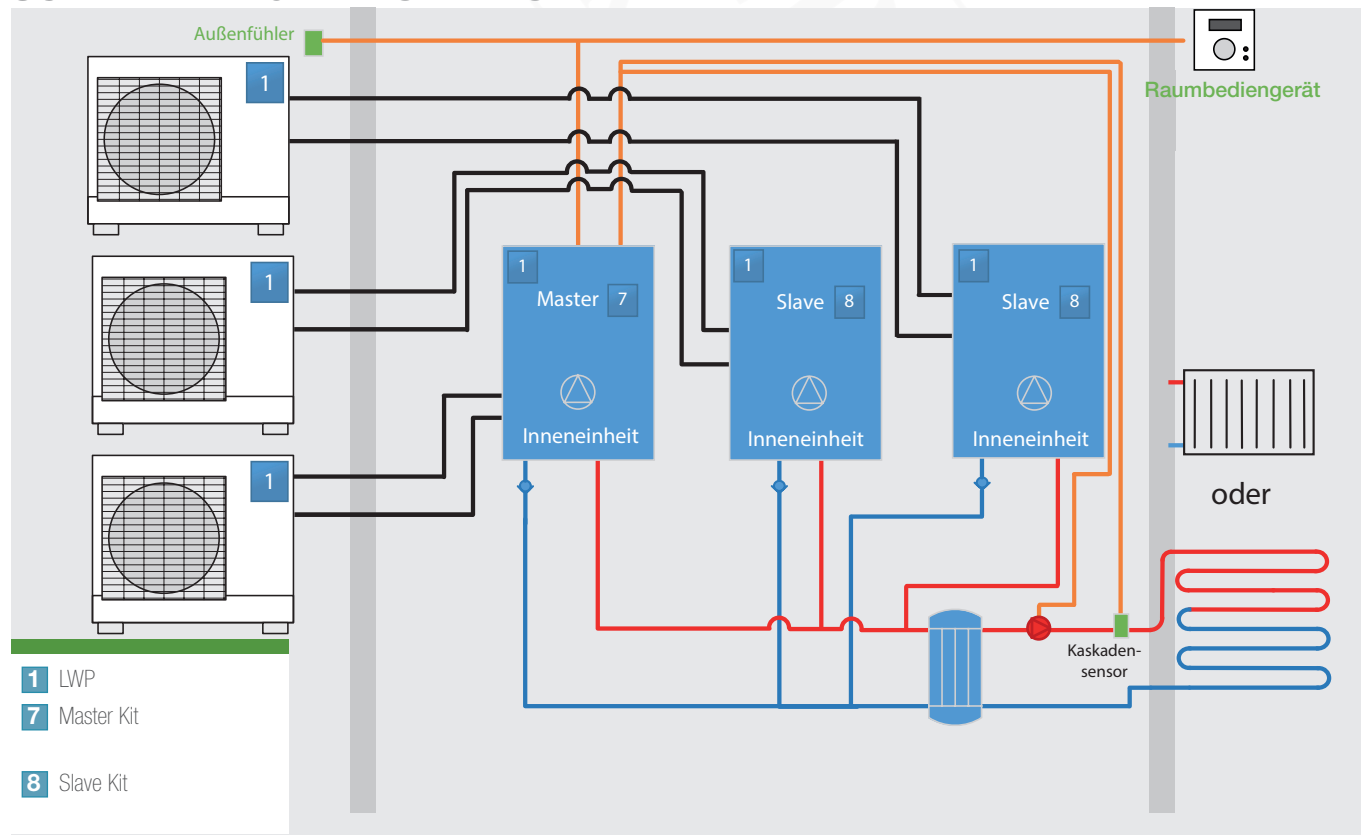 Außenfühler
1
Raumbediengerät
1
1
1
Master 7
Inneneinheit
1
Slave 8
Inneneinheit
1
Slave 8
Inneneinheit
oder
Kaskaden-
sensor
1 LWP
7 Master Kit
8 Slave Kit